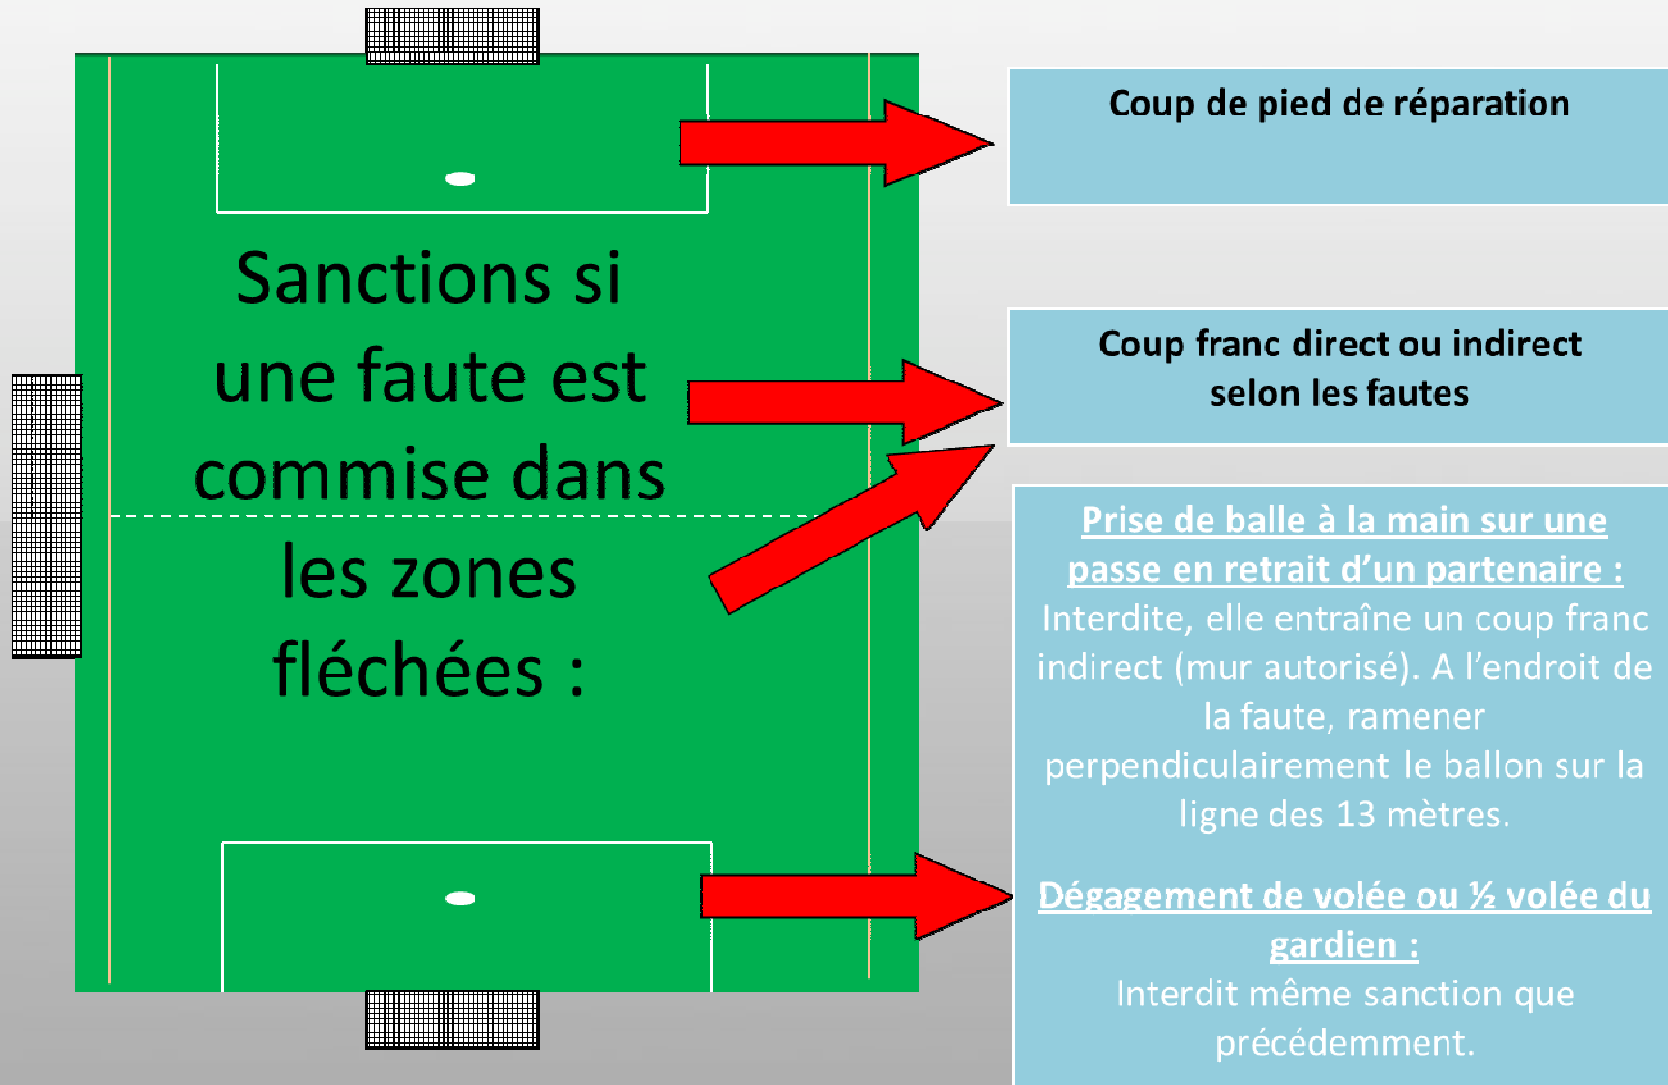 Sanctions si
une faute est
commise dans
les zones
fléchées :
Coup de pied de réparation
Coup franc direct ou indirect
selon les fautes
Prise de balle à la main sur une
passe en retrait d’un partenaire :
Interdite, elle entraîne un coup franc
indirect (mur autorisé). A l’endroit de
la faute, ramener
perpendiculairement le ballon sur la
ligne des 13 mètres.
Dégagement de volée ou ½ volée du
gardien :
Interdit même sanction que
précédemment.